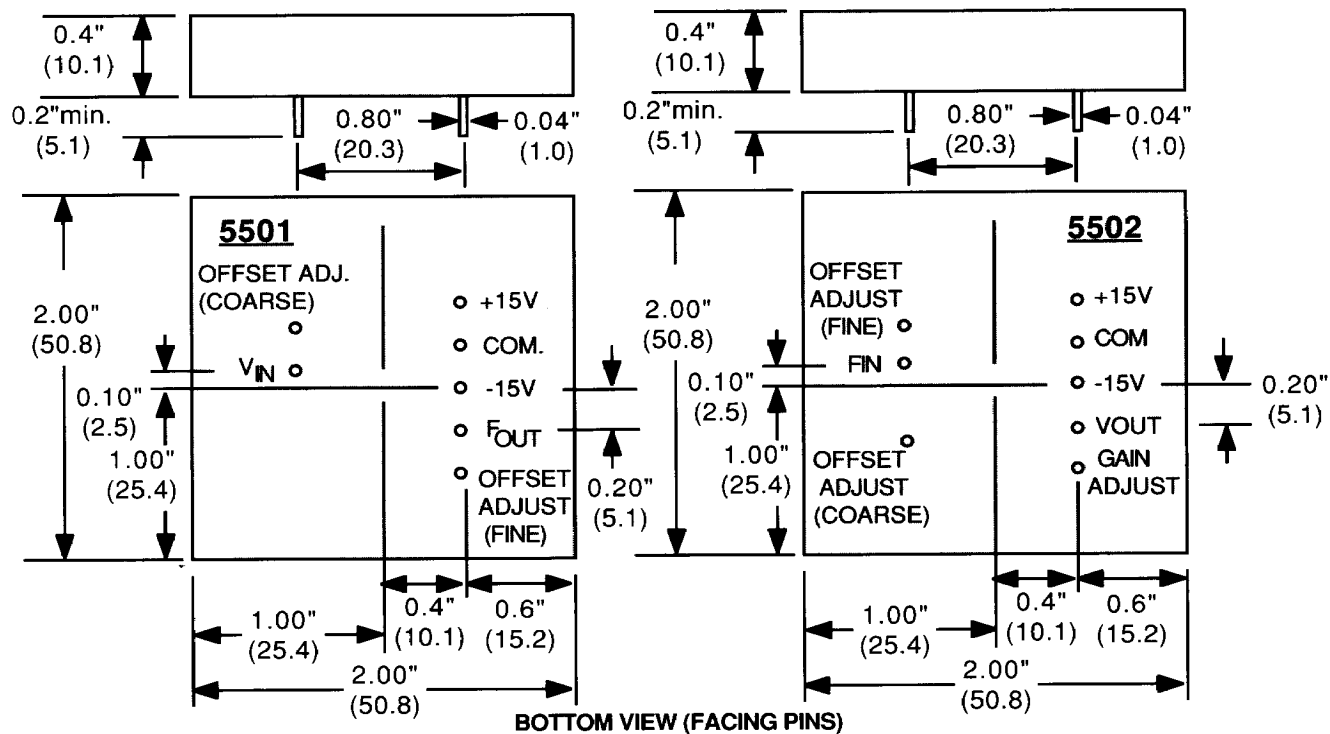 0.4"
(10.1)
0.2"min.
(5.1)
0.80"
(20.3)
0.04"
(1.0)
5501
OFFSET ADJ.
(COARSE)
VIN
+15V
COM.
-15V
FOUT
OFFSET
ADJUST
(FINE)
2.00"
(50.8)
0.10"
(2.5)
1.00"
(25.4)
0.20"
(5.1)
1.00"
(25.4)
0.4"
(10.1)
0.6"
(15.2)
2.00"
(50.8)
0.4"
(10.1)
0.2"min.
(5.1)
0.80"
(20.3)
0.04"
(1.0)
5502
OFFSET
ADJUST
(FINE)
FIN
OFFSET
ADJUST
(COARSE)
+15V
COM
-15V
VOUT
GAIN
ADJUST
2.00"
(50.8)
0.10"
(2.5)
1.00"
(25.4)
0.20"
(5.1)
1.00"
(25.4)
0.4"
(10.1)
0.6"
(15.2)
2.00"
(50.8)
BOTTOM VIEW (FACING PINS)